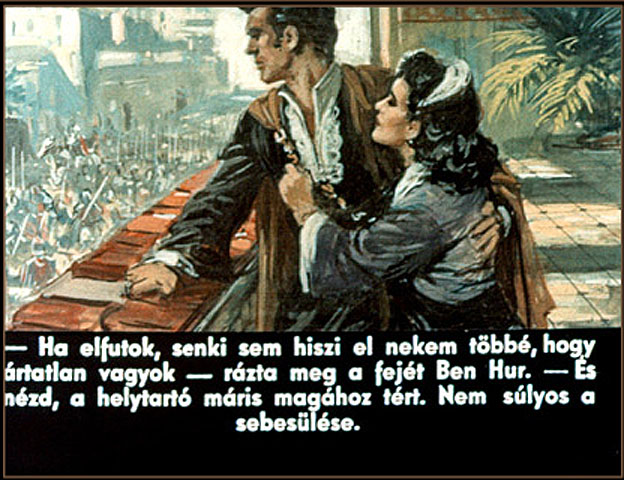 — Ha elfutok, senki sem hiszi el nekem többé, hogy
ártatlan vagyok — rázta meg a fejét Ben Hur. — És
nézd, a helytartó máris magához tért. Nem súlyos a
sebesülése.